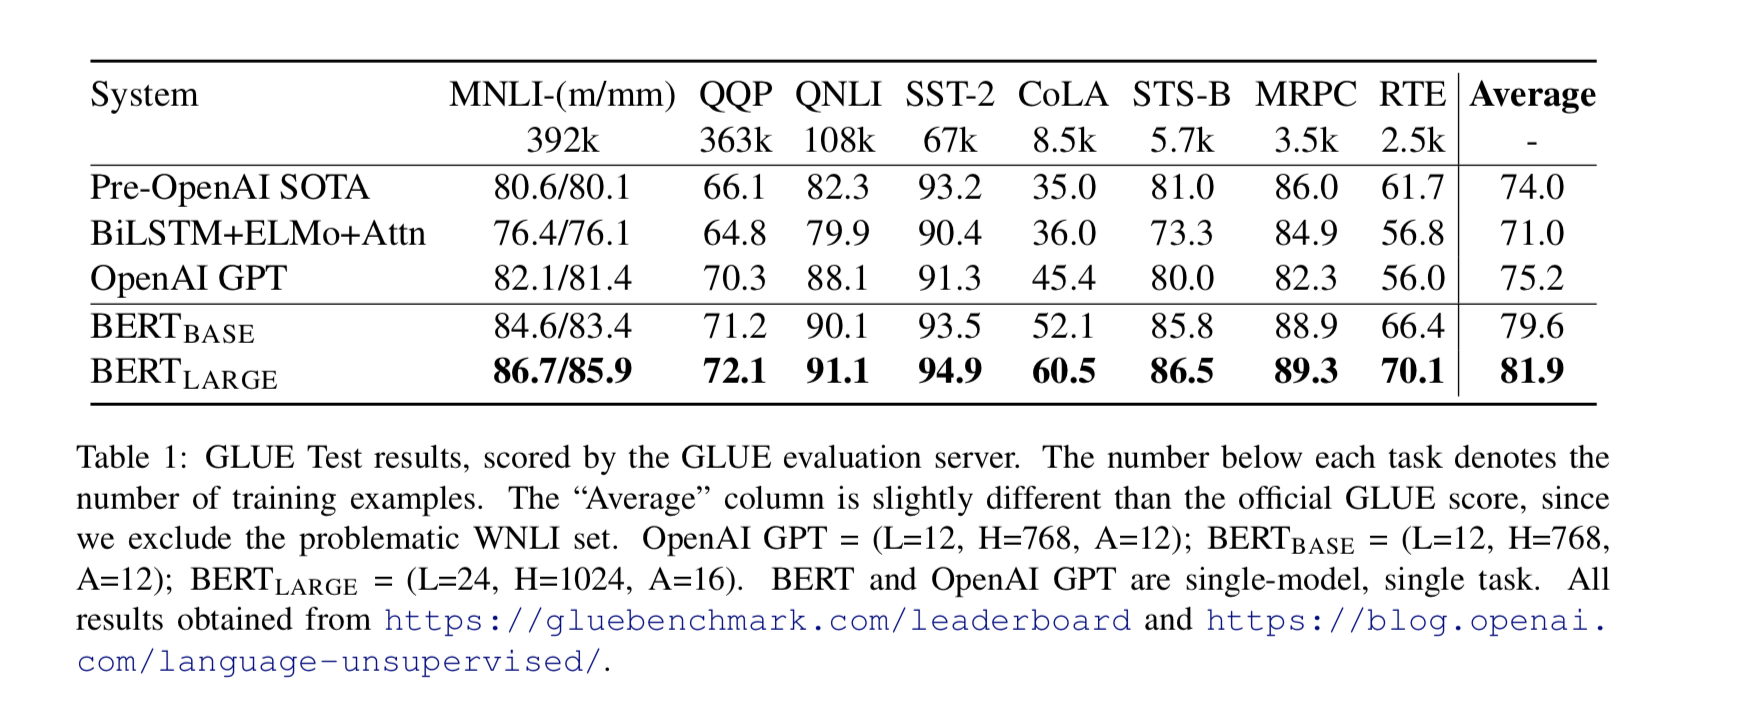 System MNLI-(m/mm) QQP QNLI SST-2 CoLA STS-B MRPC RTE Average
392k 363k 108k 67k 8.5k 5.7k 3.5k 2.5k -
Pre-OpenAI SOTA 80.6/80.1 66.1 82.3 93.2 35.0 81.0 86.0 61.7 74.0
BiLSTM+ELMo+Attn 76.4/76.1 64.8 79.9 90.4 36.0 73.3 84.9 56.8 71.0
OpenAI GPT 82.1/81.4 70.3 88.1 91.3 45.4 80.0 82.3 56.0 75.2
BERTBASE 84.6/83.4 71.2 90.1 93.5 52.1 85.8 88.9 66.4 79.6
BERTLARGE 86.7/85.9 72.1 91.1 94.9 60.5 86.5 89.3 70.1 81.9
Table 1: GLUE Test results, scored by the GLUE evaluation server. The number below each task denotes the
number of training examples. The “Average” column is slightly different than the official GLUE score, since
we exclude the problematic WNLI set. OpenAI GPT = (L=12, H=768, A=12); BERTBASE = (L=12, H=768,
A=12); BERTLARGE = (L=24, H=1024, A=16). BERT and OpenAI GPT are single-model, single task. All
results obtained from https://gluebenchmark.com/leaderboard and https://blog.openai.
com/language-unsupervised/.